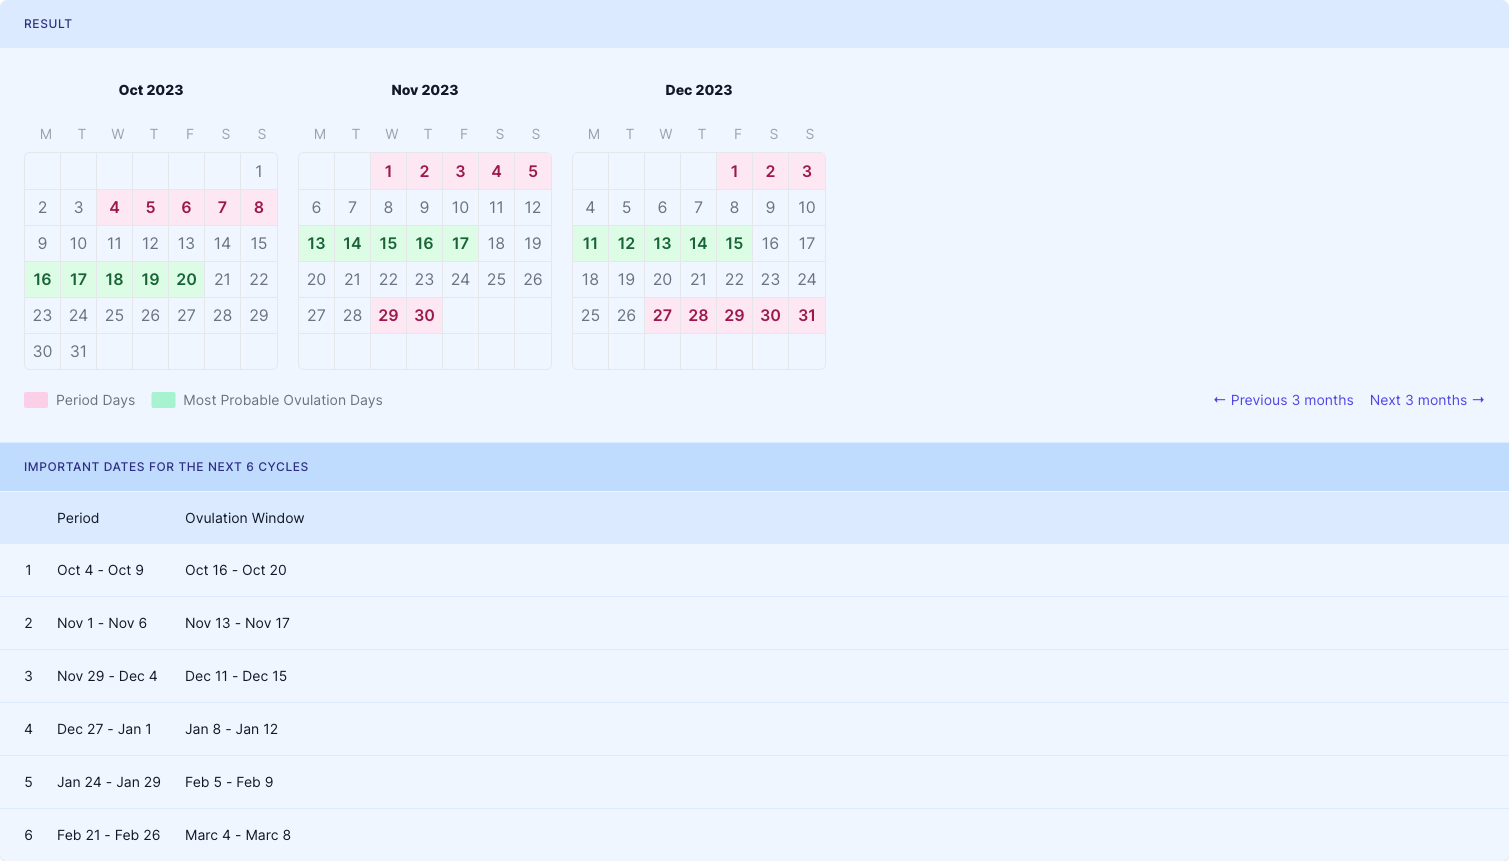 RESULT
Oct 2023 Nov 2023 Dec 2023
M T W T F S S M T W T F S S M T W T F S S
1 1 2 3 4 5 1 2 3
2 3 4 5 6 7 8 6 7 8 9 10 11 12 4 5 6 7 8 9 10
9 10 11 12 13 14 15 13 14 15 16 17 18 19 11 12 13 14 15 16 17
16 17 18 19 20 21 22 20 21 22 23 24 25 26 18 19 20 21 22 23 24
23 24 25 26 27 28 29 27 28 29 30 25 26 27 28 29 30 31
30 31
Period Days Most Probable Ovulation Days ← Previous 3 months Next 3 months →
IMPORTANT DATES FOR THE NEXT 6 CYCLES
Period Ovulation Window
1 Oct 4 - Oct 9 Oct 16 - Oct 20
2 Nov 1 - Nov 6 Nov 13 - Nov 17
3 Nov 29 - Dec 4 Dec 11 - Dec 15
4 Dec 27 - Jan 1 Jan 8 - Jan 12
5 Jan 24 - Jan 29 Feb 5 - Feb 9
6 Feb 21 - Feb 26 Marc 4 - Marc 8